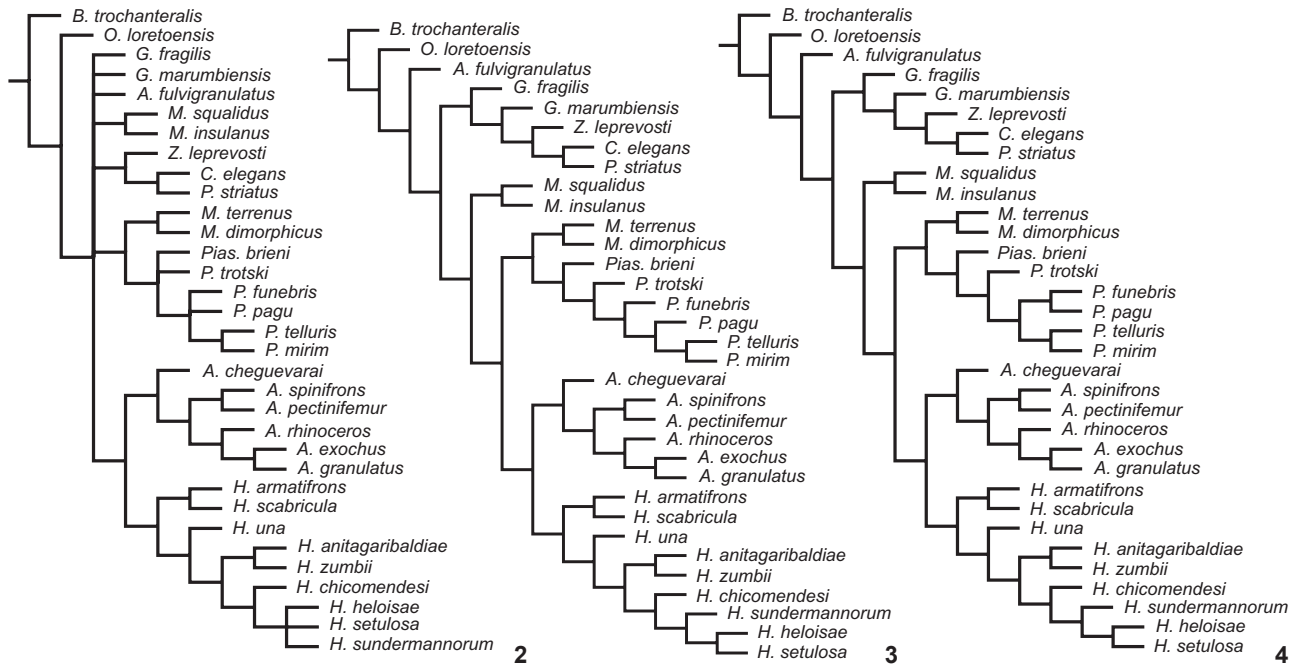 B. trochanteralis
O. loretoensis
G. fragilis
G. marumbiensis
A. fulvigranulatus
M. squalidus
M. insulanus
Z. leprevosti
C. elegans
P. striatus
M. terrenus
M. dimorphicus
Pias. brieni
P. trotski
P. funebris
P. pagu
P. telluris
P. mirim
A. cheguevarai
A. spinifrons
A. pectinifemur
A. rhinoceros
A. exochus
A. granulatus
H. armatifrons
H. scabricula
H. una
H. anitagaribaldiae
H. zumbii
H. chicomendesi
H. heloisae
H. setulosa
H. sundermannorum
2
B. trochanteralis
O. loretoensis
A. fulvigranulatus
G. fragilis
G. marumbiensis
Z. leprevosti
C. elegans
P. striatus
M. squalidus
M. insulanus
M. terrenus
M. dimorphicus
Pias. brieni
P. trotski
P. funebris
P. pagu
P. telluris
P. mirim
A. cheguevarai
A. spinifrons
A. pectinifemur
A. rhinoceros
A. exochus
A. granulatus
H. armatifrons
H. scabricula
H. una
H. anitagaribaldiae
H. zumbii
H. chicomendesi
H. sundermannorum
H. heloisae
H. setulosa
3
B. trochanteralis
O. loretoensis
A. fulvigranulatus
G. fragilis
G. marumbiensis
Z. leprevosti
C. elegans
P. striatus
M. squalidus
M. insulanus
M. terrenus
M. dimorphicus
Pias. brieni
P. trotski
P. funebris
P. pagu
P. telluris
P. mirim
A. cheguevarai
A. spinifrons
A. pectinifemur
A. rhinoceros
A. exochus
A. granulatus
H. armatifrons
H. scabricula
H. una
H. anitagaribaldiae
H. zumbii
H. chicomendesi
H. sundermannorum
H. heloisae
H. setulosa
4